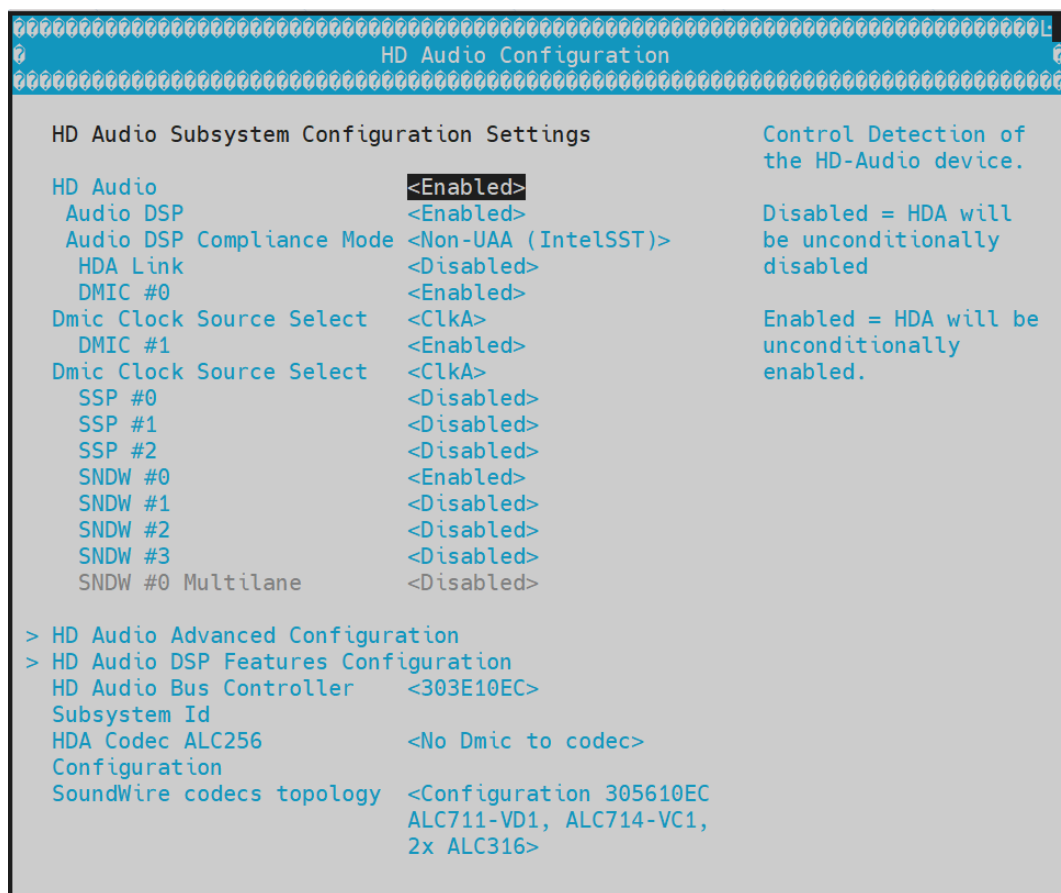 HD Audio Configuration
HD Audio Subsystem Configuration Settings
Control Detection of
the HD-Audio device.
HD Audio <Enabled>
Audio DSP <Enabled>
Disabled = HDA will
Audio DSP Compliance Mode <Non-UAA (IntelSST)>
be unconditionally
HDA Link <Disabled>
disabled
DMIC #0 <Enabled>
Dmic Clock Source Select <ClkA>
Enabled = HDA will be
DMIC #1 <Enabled>
unconditionally
Dmic Clock Source Select <ClkA>
enabled.
SSP #0 <Disabled>
SSP #1 <Disabled>
SSP #2 <Disabled>
SNDW #0 <Enabled>
SNDW #1 <Disabled>
SNDW #2 <Disabled>
SNDW #3 <Disabled>
SNDW #0 Multilane <Disabled>
> HD Audio Advanced Configuration
> HD Audio DSP Features Configuration
HD Audio Bus Controller <303E10EC>
Subsystem Id
HDA Codec ALC256 <No Dmic to codec>
Configuration
SoundWire codecs topology <Configuration 305610EC
ALC711-VD1, ALC714-VC1,
2x ALC316>